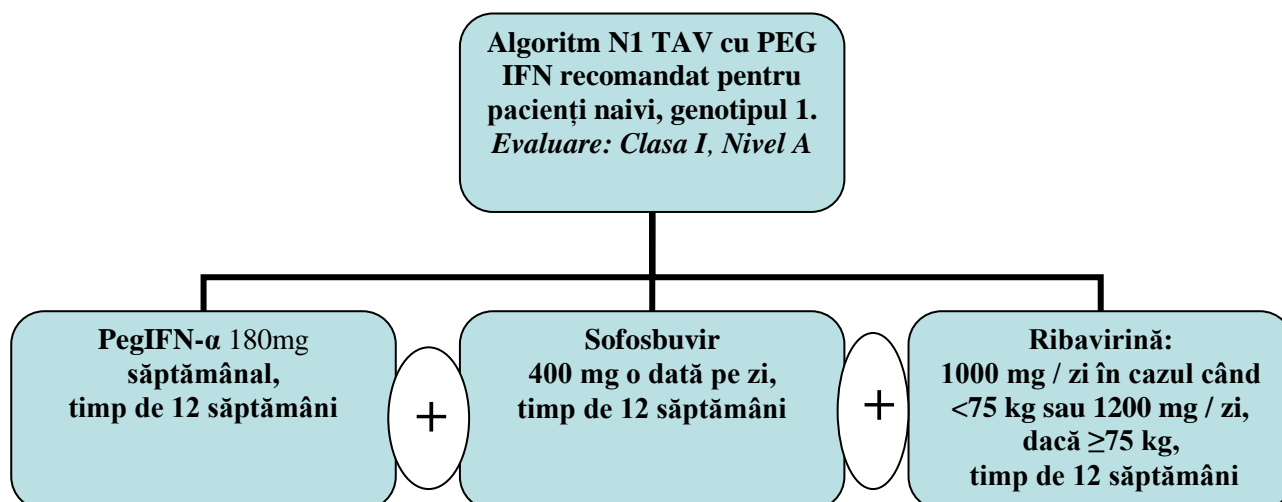 Algoritm N1 TAV cu PEG
IFN recomandat pentru
pacienți naivi, genotipul 1.
Evaluare: Clasa I, Nivel A
PegIFN-α 180mg
săptămânal,
timp de 12 săptămâni
+
Sofosbuvir
400 mg o dată pe zi,
timp de 12 săptămâni
+
Ribavirină:
1000 mg / zi în cazul când
<75 kg sau 1200 mg / zi,
dacă ≥75 kg,
timp de 12 săptămâni